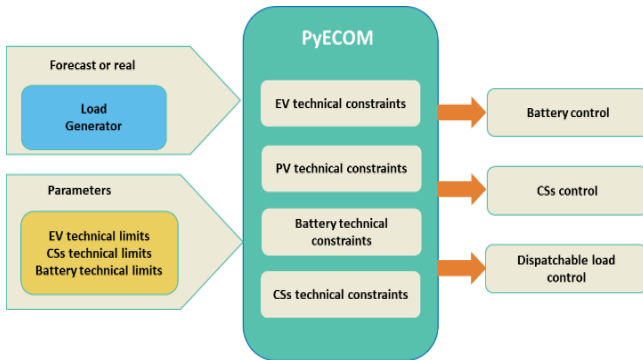 PyECOM
Forecast or real
Load
Generator
Parameters
EV technical limits
CSs technical limits
Battery technical limits
EV technical constraints
PV technical constraints
Battery technical
constraints
CSs technical constraints
Battery control
CSs control
Dispatchable load
control